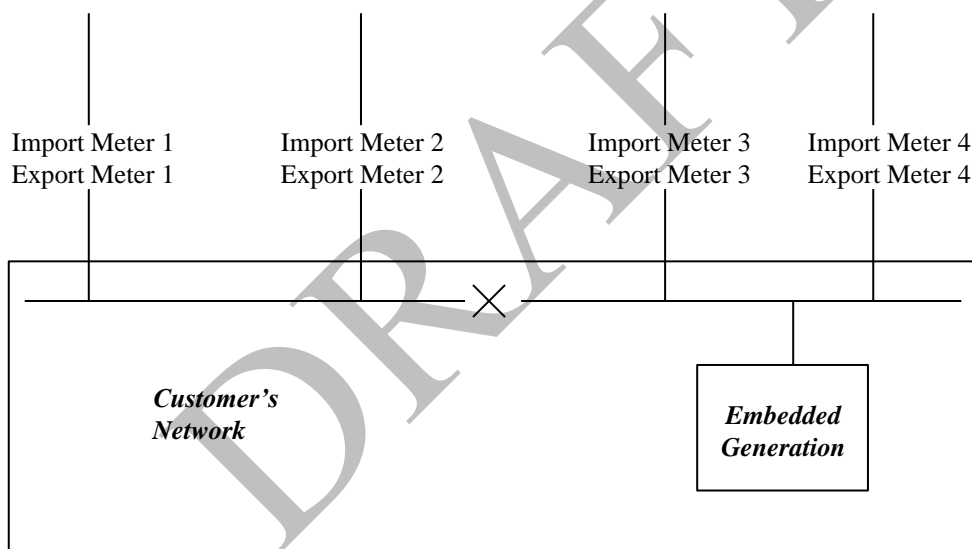 Import Meter 1
Export Meter 1
Import Meter 2
Export Meter 2
Import Meter 3
Export Meter 3
Import Meter 4
Export Meter 4
Customer’s
Network
Embedded
Generation
DRAF